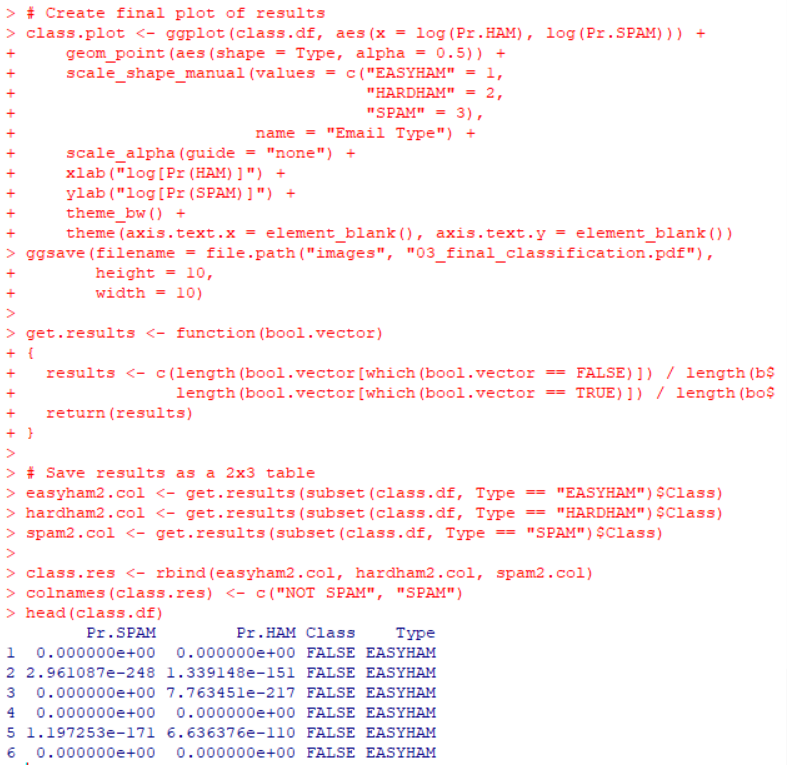 > # Create final plot of results
> class.plot <- ggplot(class.df, aes(x = log(Pr.HAM), log(Pr.SPAM))) +
+     geom_point(aes(shape = Type, alpha = 0.5)) +
+     scale_shape_manual(values = c("EASYHAM" = 1,
+                                   "HARDHAM" = 2,
+                                   "SPAM" = 3),
+                        name = "Email Type") +
+     scale_alpha(guide = "none") +
+     xlab("log[Pr(HAM)]") +
+     ylab("log[Pr(SPAM)]") +
+     theme_bw() +
+     theme(axis.text.x = element_blank(), axis.text.y = element_blank())
> ggsave(filename = file.path("images", "03_final_classification.pdf"),
+        height = 10,
+        width = 10)
>
> get.results <- function(bool.vector)
+ {
+   results <- c(length(bool.vector[which(bool.vector == FALSE)]) / length(b$
+                length(bool.vector[which(bool.vector == TRUE)]) / length(bo$
+   return(results)
+ }
>
> # Save results as a 2x3 table
> easyham2.col <- get.results(subset(class.df, Type == "EASYHAM")$Class)
> hardham2.col <- get.results(subset(class.df, Type == "HARDHAM")$Class)
> spam2.col <- get.results(subset(class.df, Type == "SPAM")$Class)
>
> class.res <- rbind(easyham2.col, hardham2.col, spam2.col)
> colnames(class.res) <- c("NOT SPAM", "SPAM")
> head(class.df)
        Pr.SPAM        Pr.HAM Class    Type
1  0.000000e+00  0.000000e+00 FALSE EASYHAM
2 2.961087e-248 1.339148e-151 FALSE EASYHAM
3  0.000000e+00 7.763451e-217 FALSE EASYHAM
4  0.000000e+00  0.000000e+00 FALSE EASYHAM
5 1.197253e-171 6.636376e-110 FALSE EASYHAM
6  0.000000e+00  0.000000e+00 FALSE EASYHAM